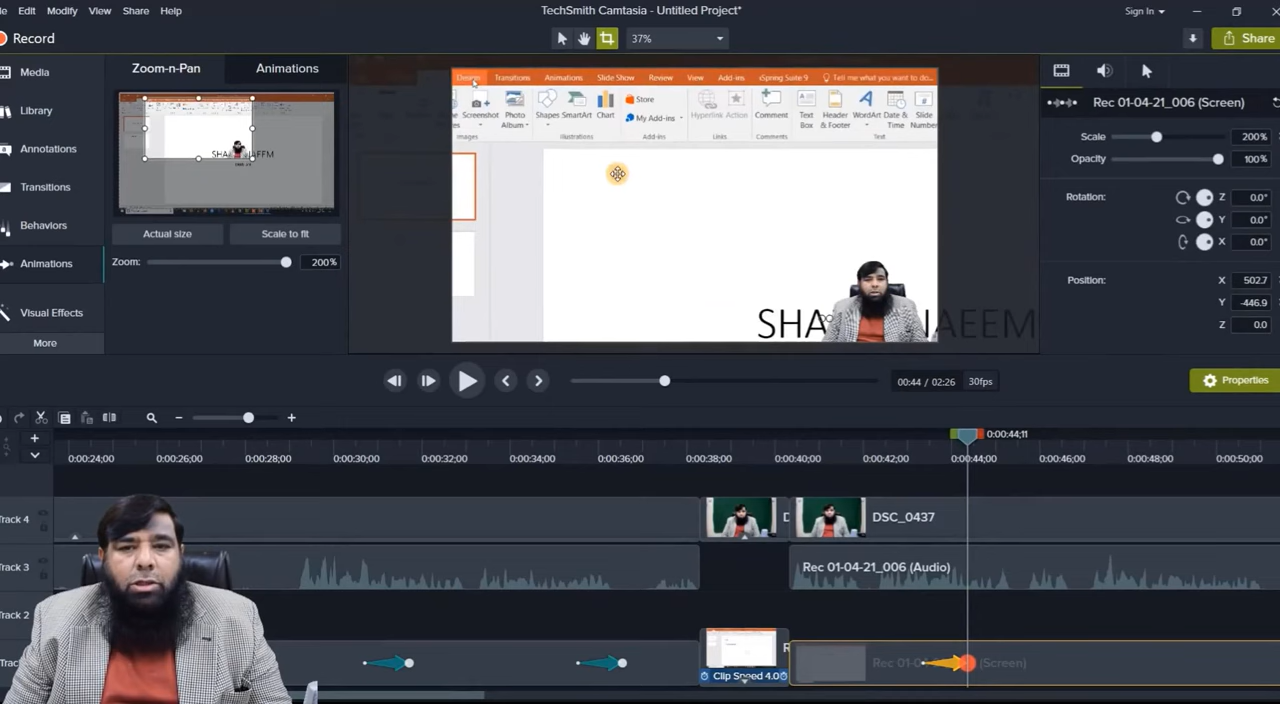 Edit Modify View Share Help
TechSmith Camtasia - Untitled Project*
Sign In
Record
37%
Share
Media
Library
Annotations
Transitions
Behaviors
Animations
Visual Effects
More
Zoom-n-Pan
Animations
Actual size
Scale to fit
Zoom:
200%
Design Transitions Animations Slide Show Review View Add-ins iSpring Suite 9 Tell me what you want to do...
Screenshot
Photo
Album
Shapes SmartArt Chart
Store
My Add-ins
Hyperlink Action
Comment
Text
Box
Header
& Footer
WordArt
Date &
Time
Slide
Number
Illustrations
Add-ins
Links
Comments
Text
Rec 01-04-21_006 (Screen)
Scale
200%
Opacity
100%
Rotation:
Z
0.0°
Y
0.0°
X
0.0°
Position:
X
502.7
Y
-446.9
Z
0.0
00:44 / 02:26
30fps
Properties
0:00:44;11
0:00:24;00 0:00:26;00 0:00:28;00 0:00:30;00 0:00:32;00 0:00:34;00 0:00:36;00 0:00:38;00 0:00:40;00 0:00:42;00 0:00:44;00 0:00:46;00 0:00:48;00 0:00:50;00
Track 4
DSC_0437
Track 3
Rec 01-04-21_006 (Audio)
Track 2
Clip Speed 4.0
(Screen)